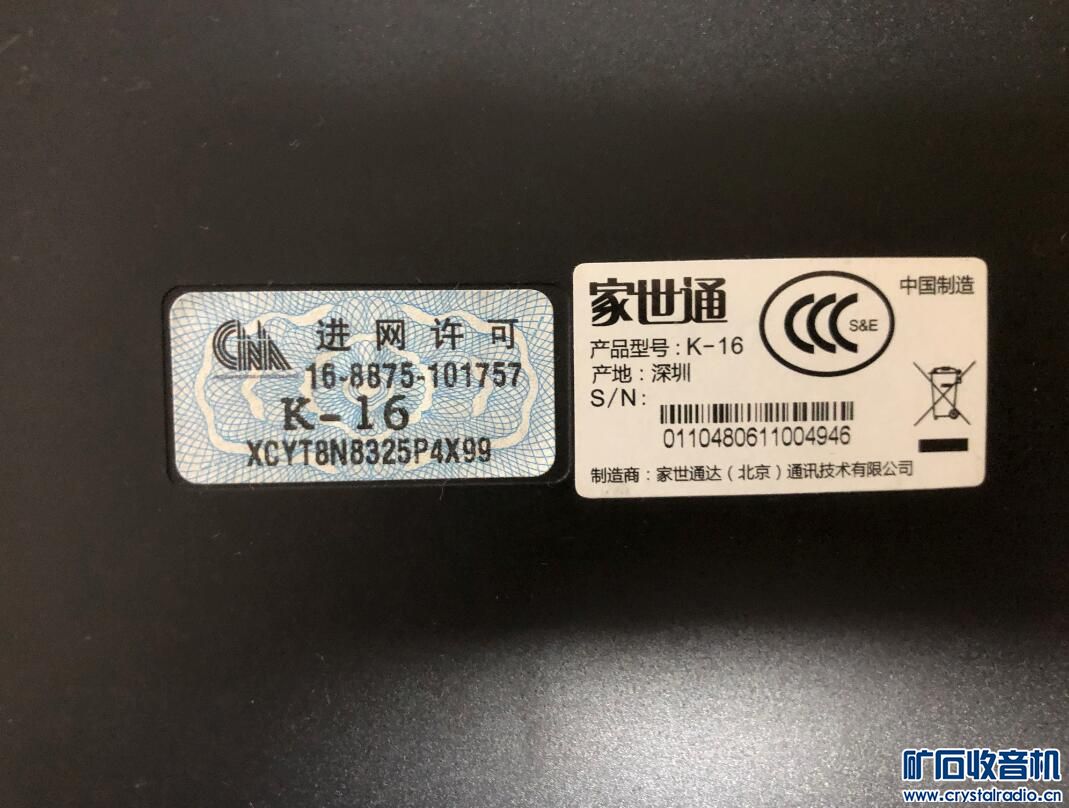 CNA 进网许可
16-8875-101757
K-16
XCYT8N8325P4X99
家世通
CCC S&E
中国制造
产品型号:K-16
产地:深圳
S/N:
0110480611004946
制造商:家世通达(北京)通讯技术有限公司
矿石收音机
www.crystalradio.cn